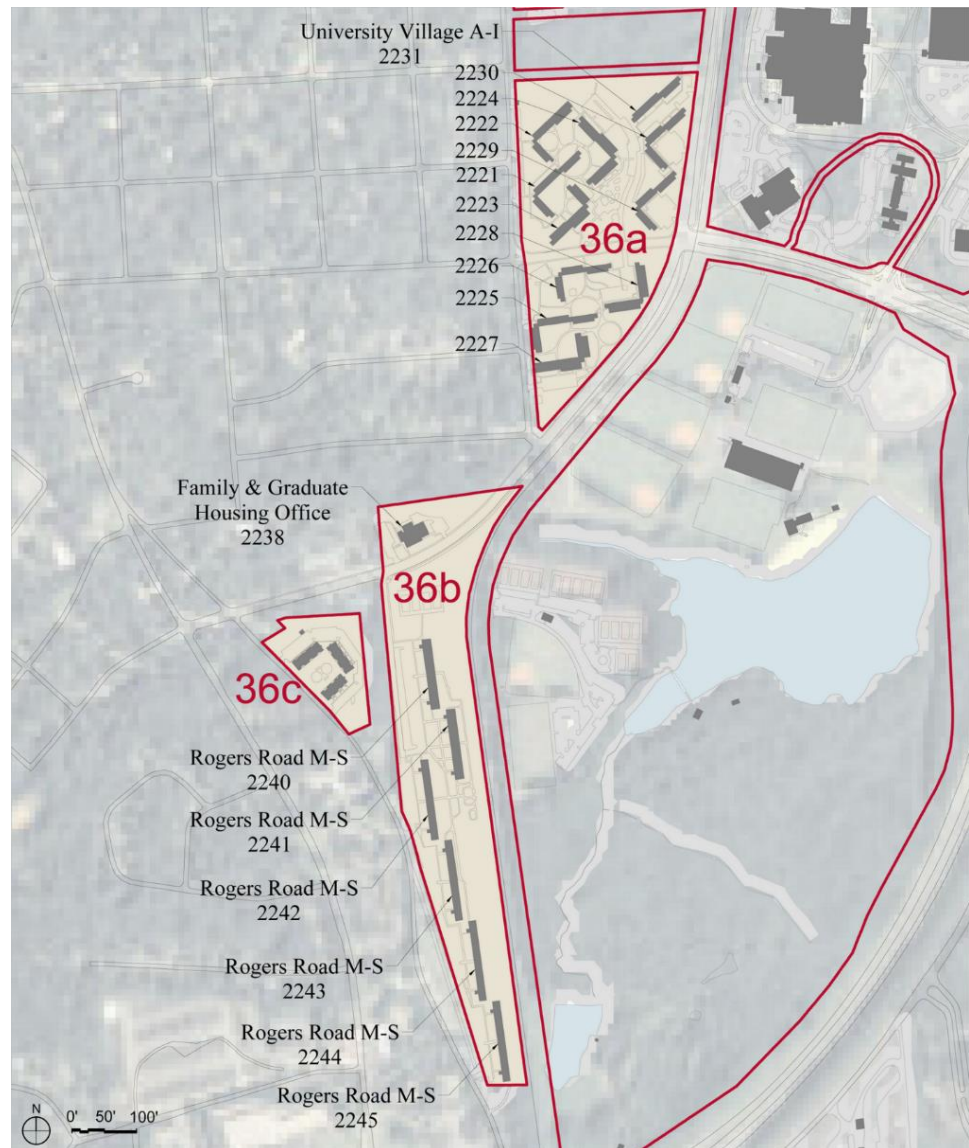 University Village A-I
2231
2230
2224
2222
2229
2221
2223
2228
2226
2225
2227
36a
Family & Graduate
Housing Office
2238
36b
36c
Rogers Road M-S
2240
Rogers Road M-S
2241
Rogers Road M-S
2242
Rogers Road M-S
2243
Rogers Road M-S
2244
Rogers Road M-S
2245
N
0' 50' 100'